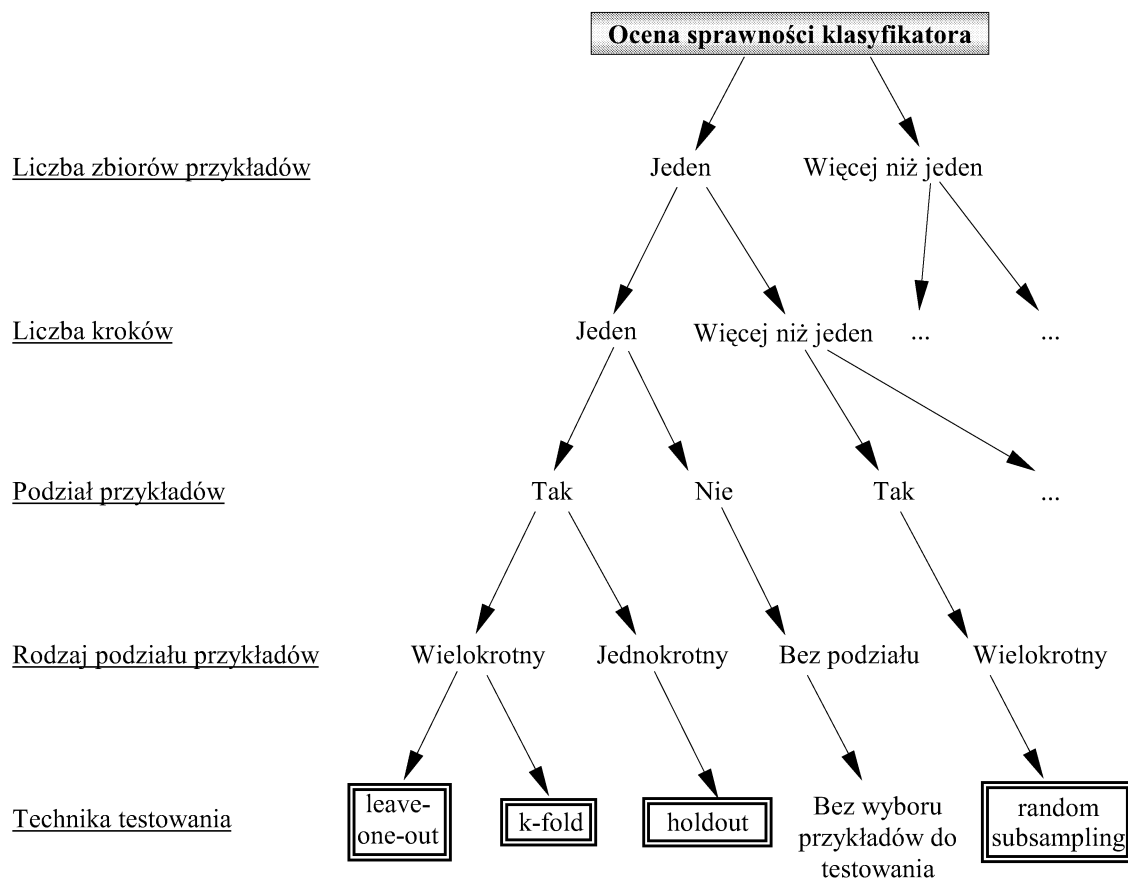 Ocena sprawności klasyfikatora
Liczba zbiorów przykładów
Jeden
Więcej niż jeden
Liczba kroków
Jeden
Więcej niż jeden
...
...
Podział przykładów
Tak
Nie
Tak
...
Rodzaj podziału przykładów
Wielokrotny
Jednokrotny
Bez podziału
Wielokrotny
Technika testowania
leave-
one-out
k-fold
holdout
Bez wyboru
przykładów do
testowania
random
subsampling